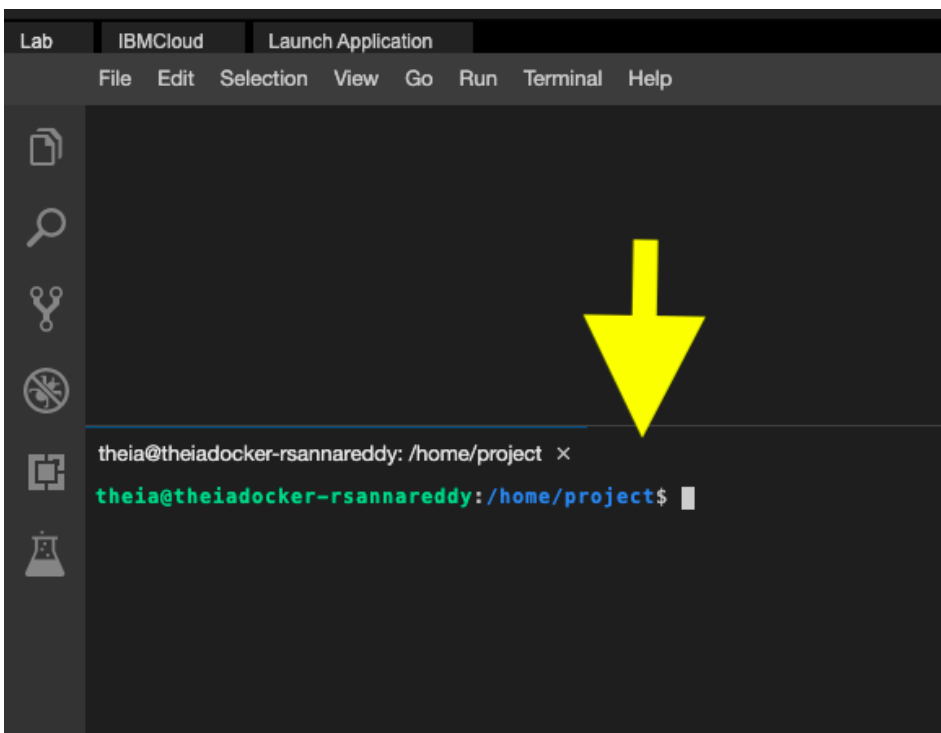 Lab IBMCloud Launch Application
File Edit Selection View Go Run Terminal Help
theia@theiadocker-rsannareddy: /home/project ×
theia@theiadocker-rsannareddy:/home/project$